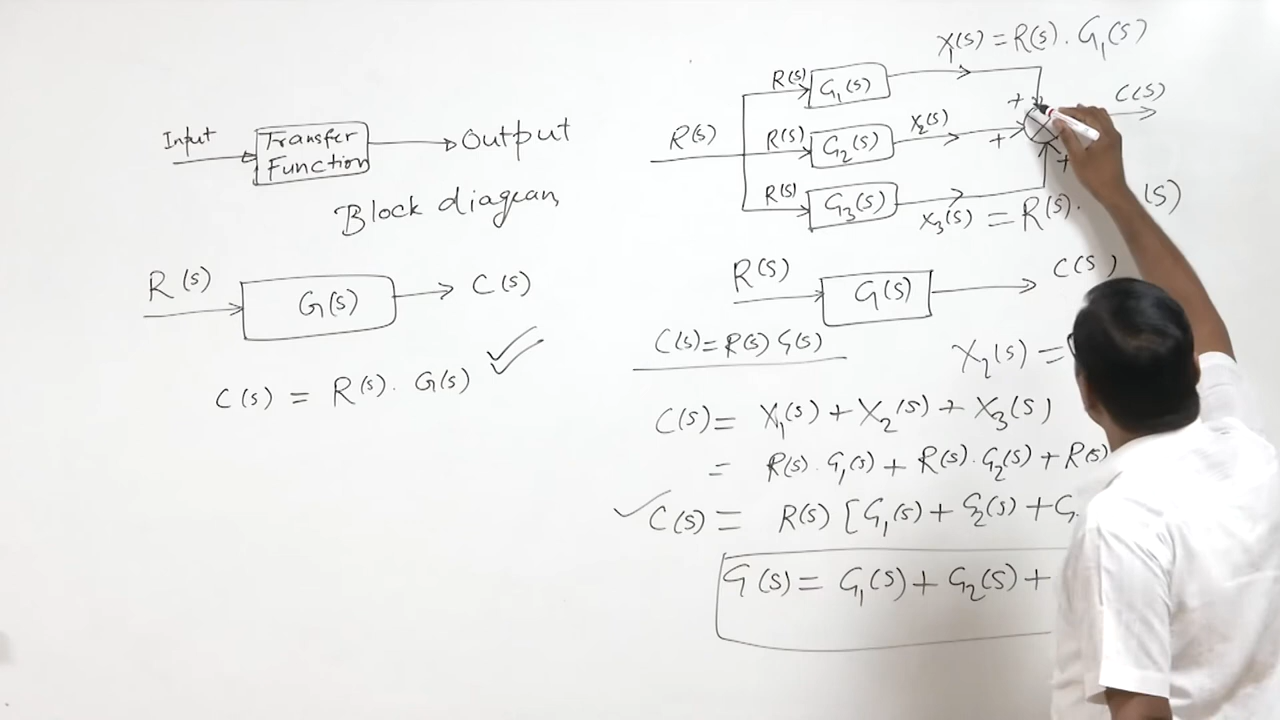 Input
Transfer Function
Output
Block diagram
R(s)
G(s)
C(s)
C(s) = R(s). G(s)
X₁(s) = R(s). G₁(s)
R(s)
R(s)
G₁(s)
C(s)
+
R(s)
G₂(s)
X₂(s)
+
R(s)
G₃(s)
+
X₃(s) = R(s). (s)
R(s)
G(s)
C(s)
C(s) = R(s) G(s)
X₂(s) =
C(s) = X₁(s) + X₂(s) + X₃(s)
= R(s). G₁(s) + R(s). G₂(s) + R(s)
C(s) = R(s) [G₁(s) + G₂(s) + G
G(s) = G₁(s) + G₂(s) +